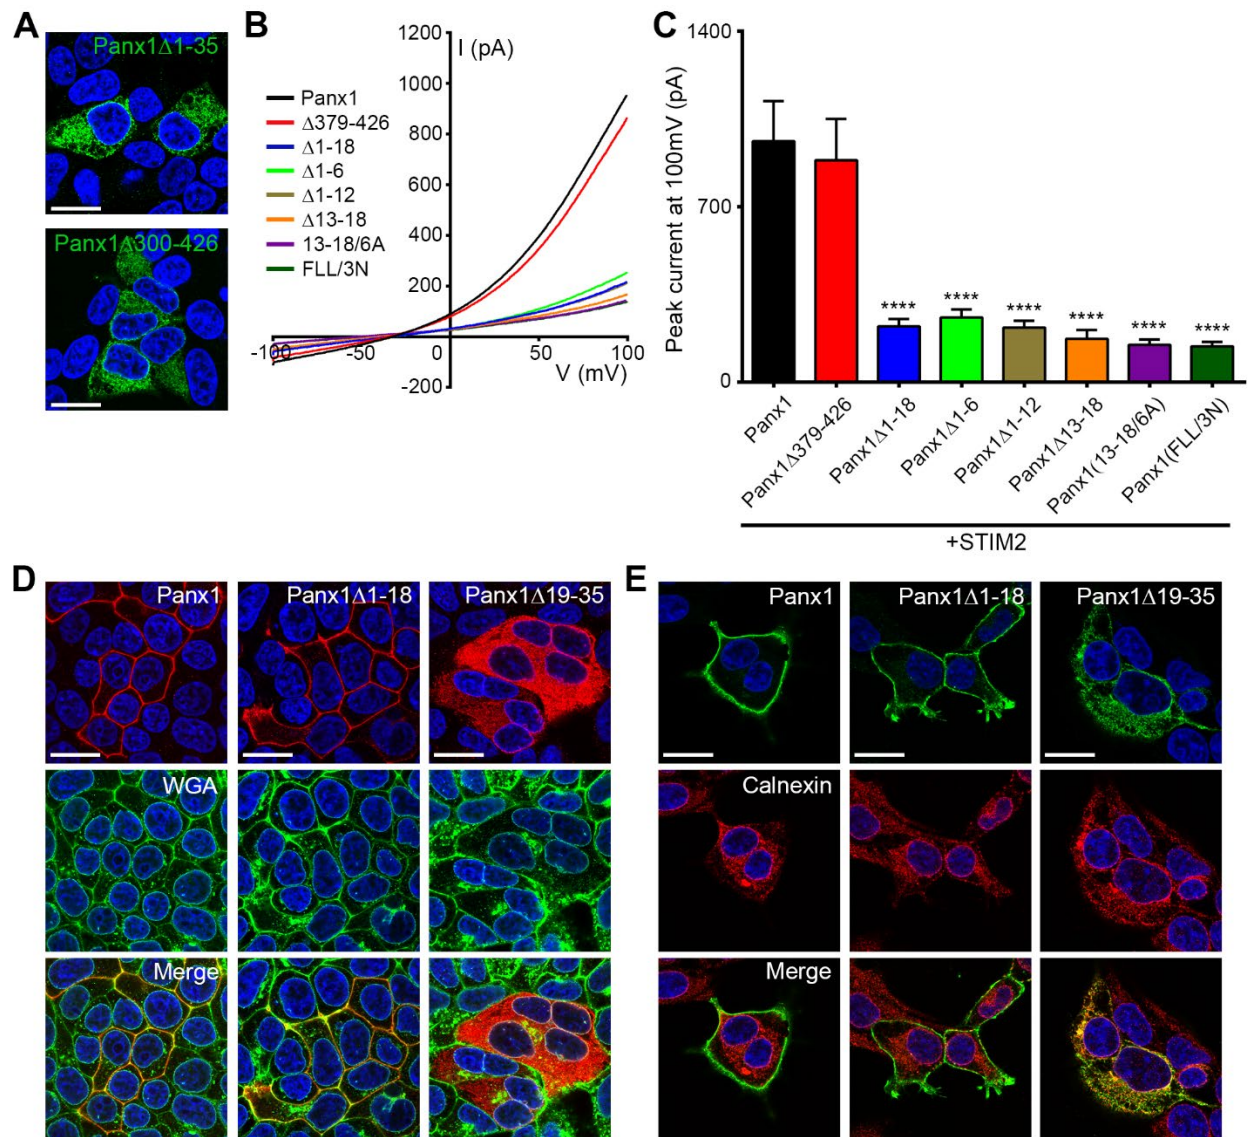 A
Panx1Δ1-35
Panx1Δ300-426
B
I (pA)
1200
1000
800
600
400
200
-200
-100
-50
0
50
100
V (mV)
Panx1
Δ379-426
Δ1-18
Δ1-6
Δ1-12
Δ13-18
13-18/6A
FLL/3N
C
Peak current at 100mV (pA)
1400
700
0
****
****
****
****
****
****
Panx1
Panx1Δ379-426
Panx1Δ1-18
Panx1Δ1-6
Panx1Δ1-12
Panx1Δ13-18
Panx1(13-18/6A)
Panx1(FLL/3N)
+STIM2
D
Panx1
Panx1Δ1-18
Panx1Δ19-35
WGA
Merge
E
Panx1
Panx1Δ1-18
Panx1Δ19-35
Calnexin
Merge